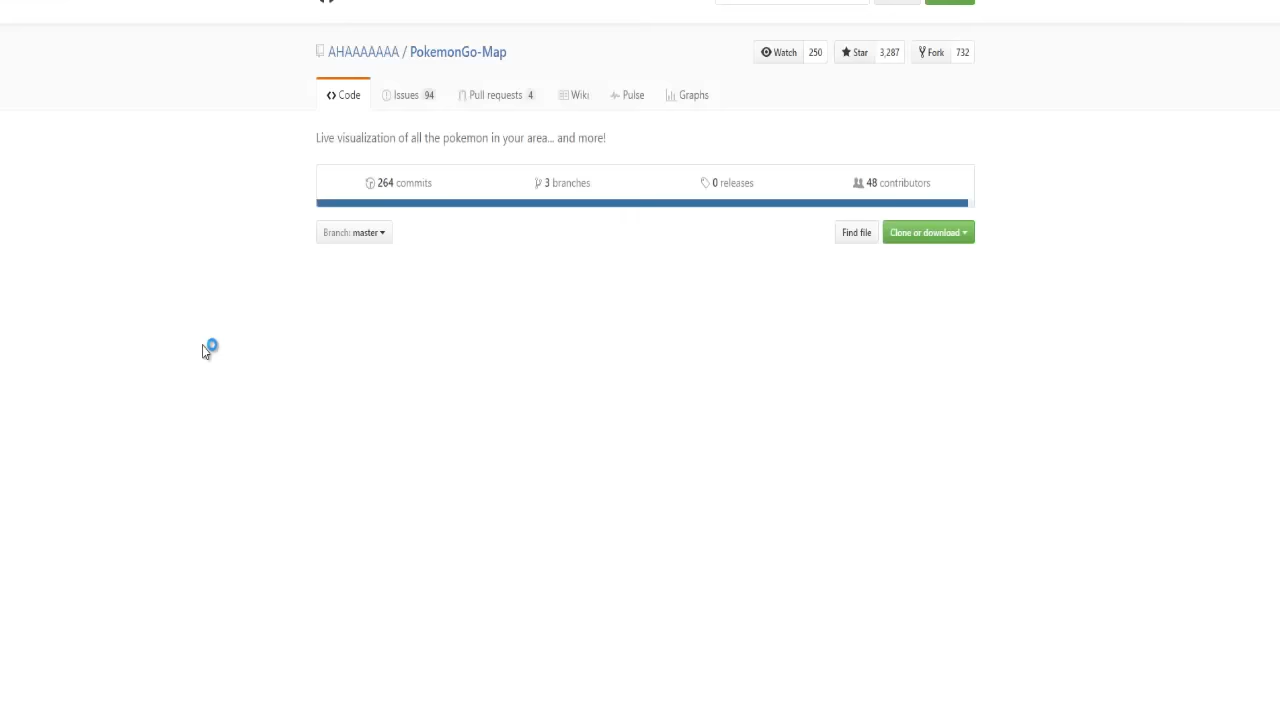 AHAAAAAAA / PokemonGo-Map
Watch 250 Star 3,287 Fork 732
Code Issues 94 Pull requests 4 Wiki Pulse Graphs
Live visualization of all the pokemon in your area... and more!
264 commits 3 branches 0 releases 48 contributors
Branch: master Find file Clone or download